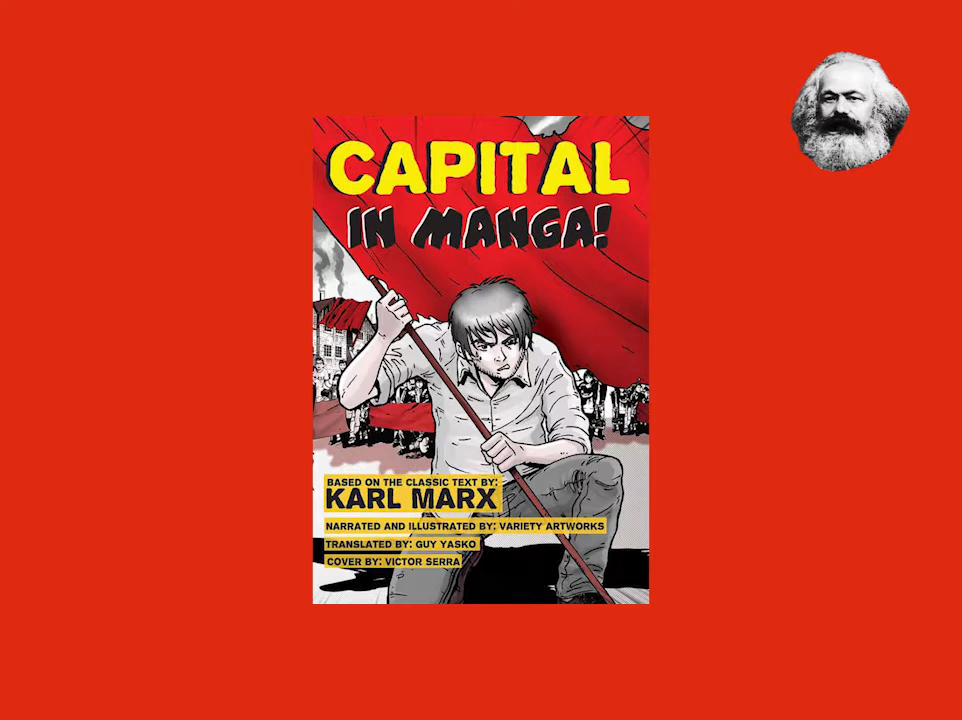 CAPITAL
IN MANGA!
BASED ON THE CLASSIC TEXT BY:
KARL MARX
NARRATED AND ILLUSTRATED BY: VARIETY ARTWORKS
TRANSLATED BY: GUY YASKO
COVER BY: VICTOR SERRA